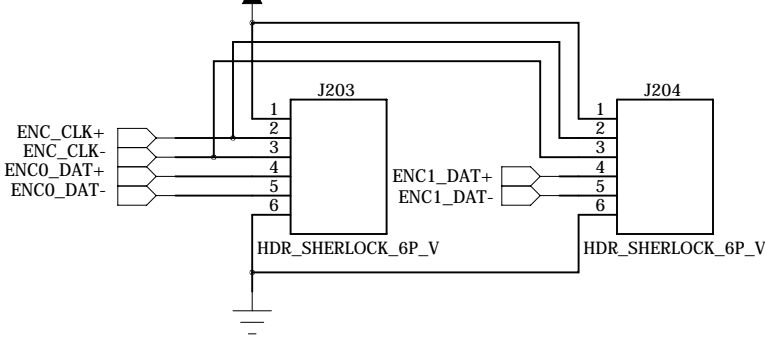 J203
J204
1
2
3
4
5
6
1
2
3
4
5
6
ENC_CLK+
ENC_CLK-
ENC0_DAT+
ENC0_DAT-
ENC1_DAT+
ENC1_DAT-
HDR_SHERLOCK_6P_V
HDR_SHERLOCK_6P_V